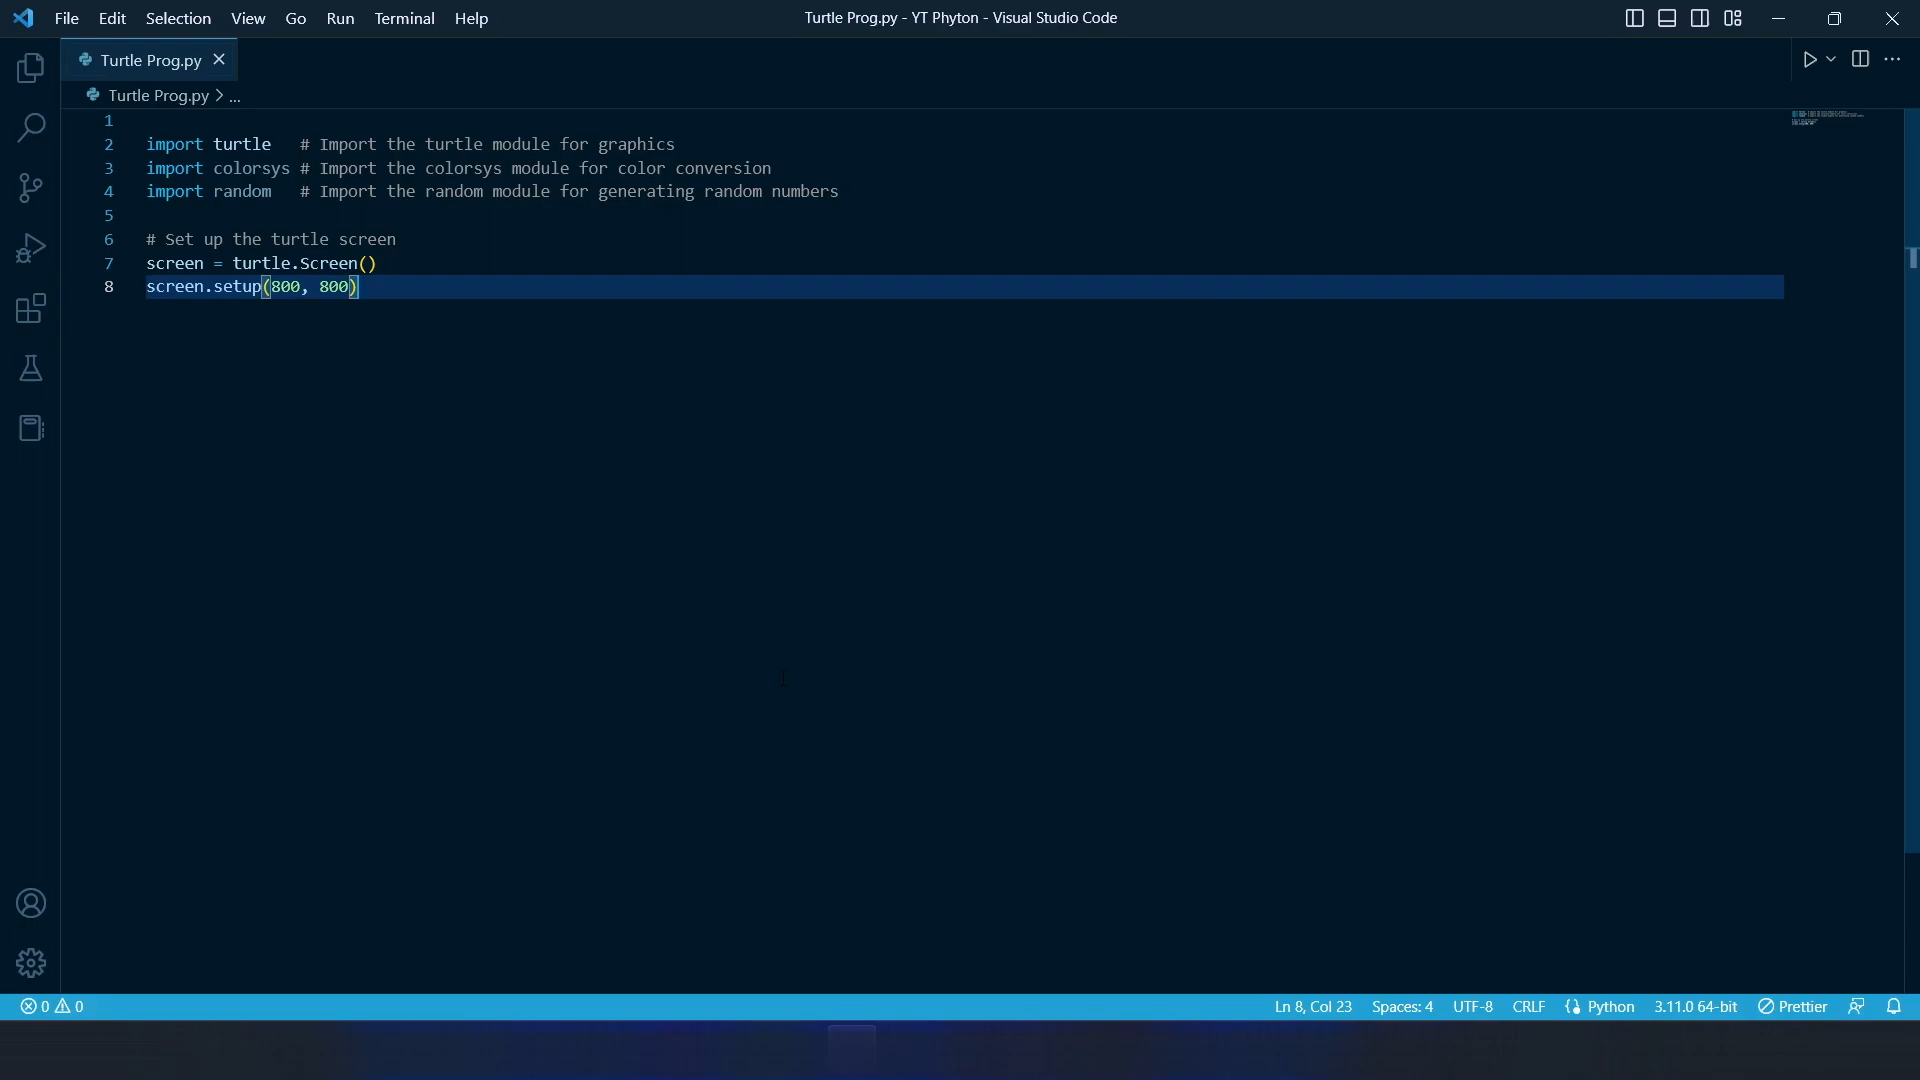 File Edit Selection View Go Run Terminal Help
Turtle Prog.py - YT Phyton - Visual Studio Code
Turtle Prog.py
Turtle Prog.py > ...
1
2 import turtle   # Import the turtle module for graphics
3 import colorsys # Import the colorsys module for color conversion
4 import random   # Import the random module for generating random numbers
5
6 # Set up the turtle screen
7 screen = turtle.Screen()
8 screen.setup(800, 800)
0 0 Ln 8, Col 23 Spaces: 4 UTF-8 CRLF Python 3.11.0 64-bit Prettier